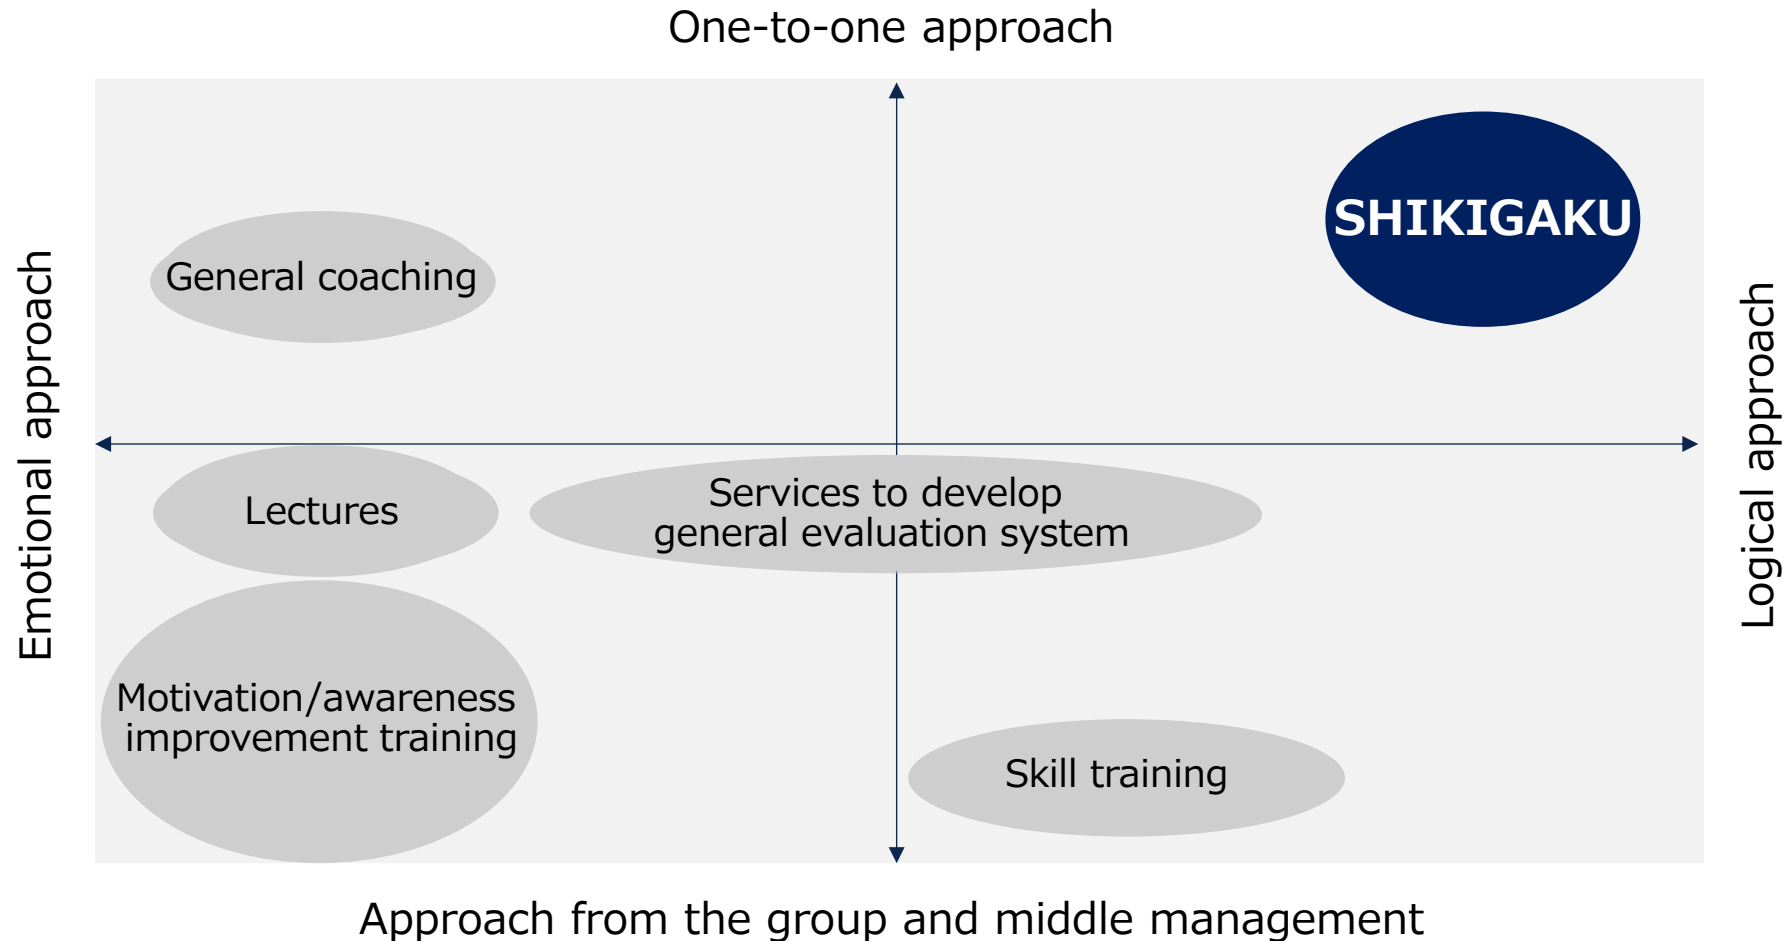 One-to-one approach
SHIKIGAKU
General coaching
Emotional approach
Logical approach
Lectures
Services to develop
general evaluation system
Motivation/awareness
improvement training
Skill training
Approach from the group and middle management